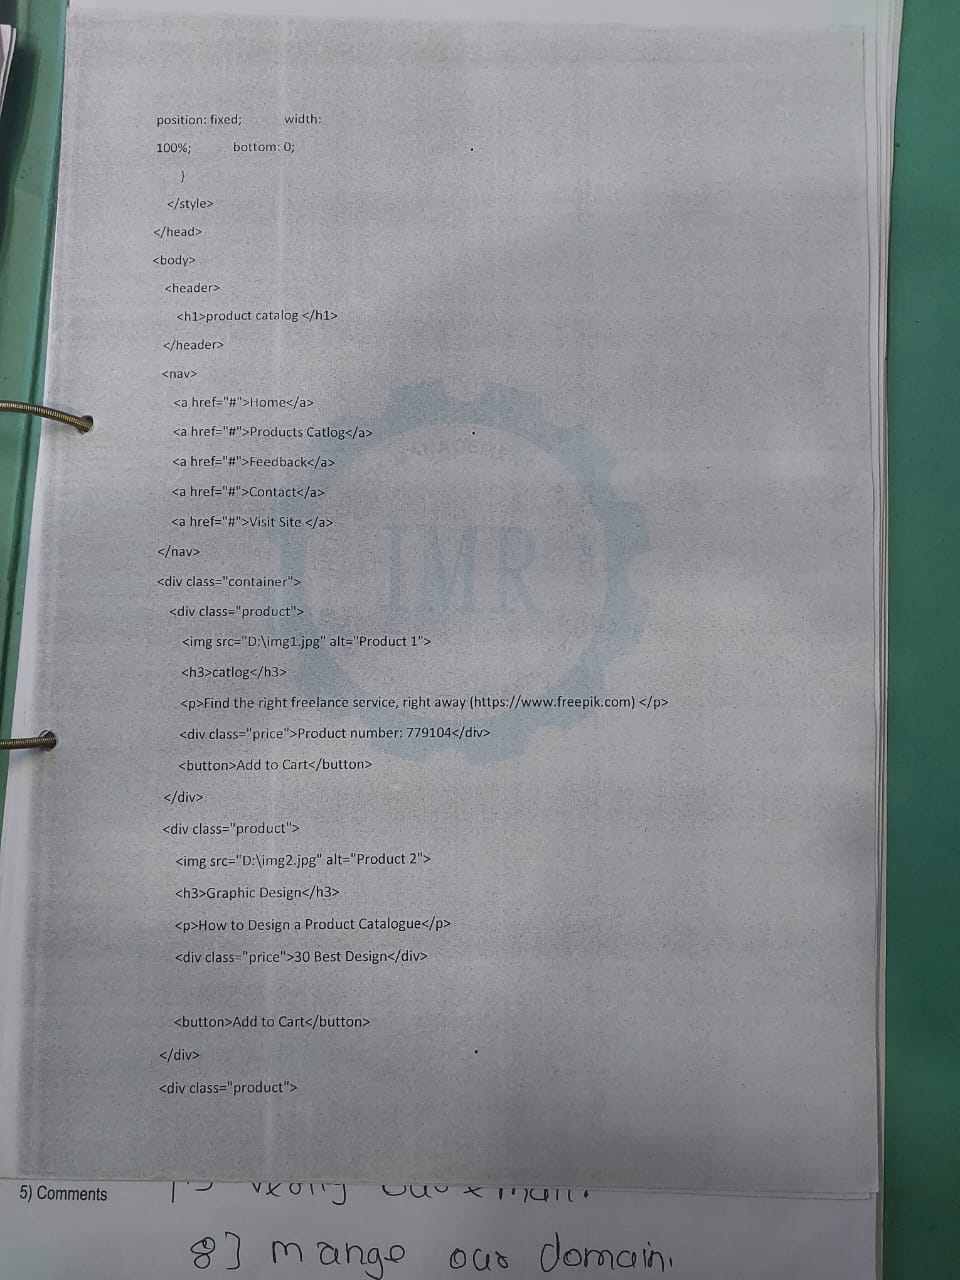 position: fixed; width:
100%; bottom: 0;
}
</style>
</head>
<body>
<header>
<h1>product catalog </h1>
</header>
<nav>
<a href="#">Home</a>
<a href="#">Products Catlog</a>
<a href="#">Feedback</a>
<a href="#">Contact</a>
<a href="#">Visit Site </a>
</nav>
<div class="container">
<div class="product">
<img src="D:\img1.jpg" alt="Product 1">
<h3>catlog</h3>
<p>Find the right freelance service, right away (https://www.freepik.com) </p>
<div class="price">Product number: 779104</div>
<button>Add to Cart</button>
</div>
<div class="product">
<img src="D:\img2.jpg" alt="Product 2">
<h3>Graphic Design</h3>
<p>How to Design a Product Catalogue</p>
<div class="price">30 Best Design</div>
<button>Add to Cart</button>
</div>
<div class="product">
IMR
5) Comments
8] mange our domain.